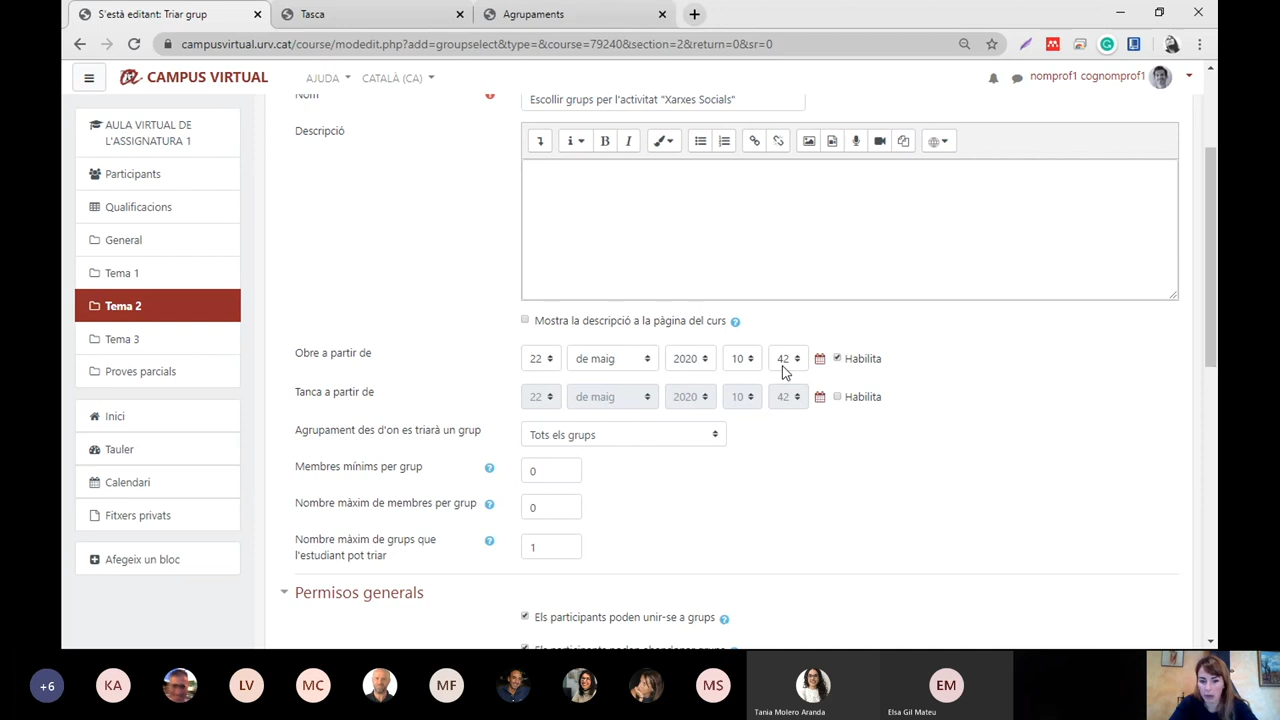 S'està editant: Triar grup
Tasca
Agrupaments
campusvirtual.urv.cat/course/modedit.php?add=groupselect&type=&course=79240&section=2&return=0&sr=0
CAMPUS VIRTUAL
AJUDA
CATALÀ (CA)
nomprof1 cognomprof1
AULA VIRTUAL DE
L'ASSIGNATURA 1
Participants
Qualificacions
General
Tema 1
Tema 2
Tema 3
Proves parcials
Inici
Tauler
Calendari
Fitxers privats
Afegeix un bloc
Nom
Escollir grups per l'activitat "Xarxes Socials"
Descripció
Mostra la descripció a la pàgina del curs
Obre a partir de
22 de maig 2020 10 42 Habilita
Tanca a partir de
22 de maig 2020 10 42 Habilita
Agrupament des d'on es triarà un grup
Tots els grups
Membres mínims per grup
0
Nombre màxim de membres per grup
0
Nombre màxim de grups que
l'estudiant pot triar
1
Permisos generals
Els participants poden unir-se a grups
Els participants poden abandonar grups
+6
KA
LV
MC
MF
MS
Tania Molero Aranda
EM
Elsa Gil Mateu